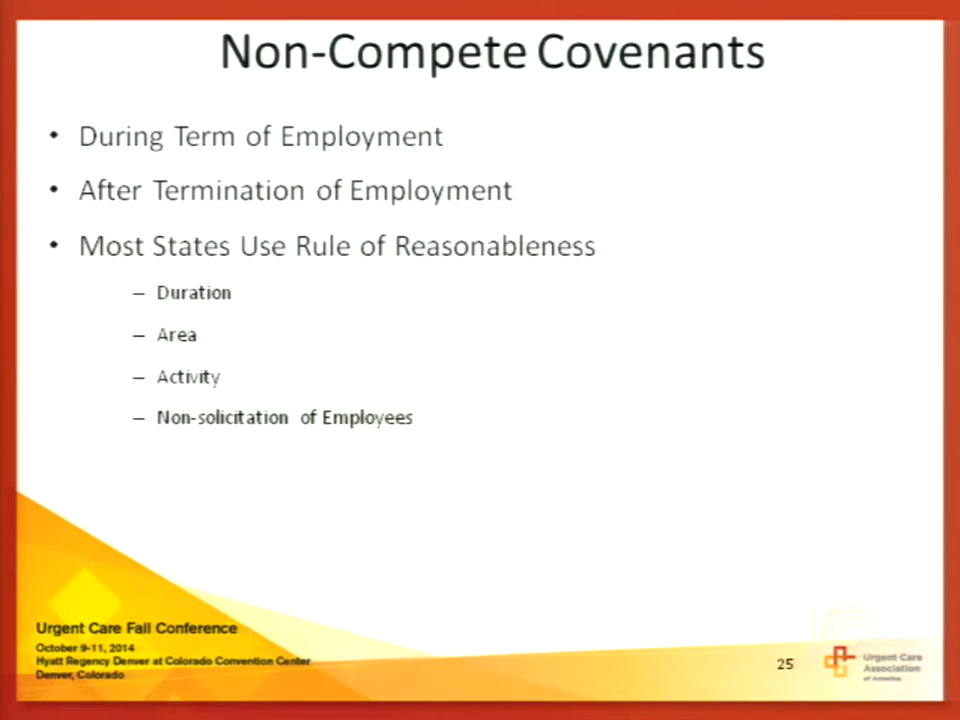 Non-Compete Covenants
• During Term of Employment
• After Termination of Employment
• Most States Use Rule of Reasonableness
– Duration
– Area
– Activity
– Non-solicitation of Employees
Urgent Care Fall Conference
October 9-11, 2014
Hyatt Regency Denver at Colorado Convention Center
Denver, Colorado
25
Urgent Care
Association
of America